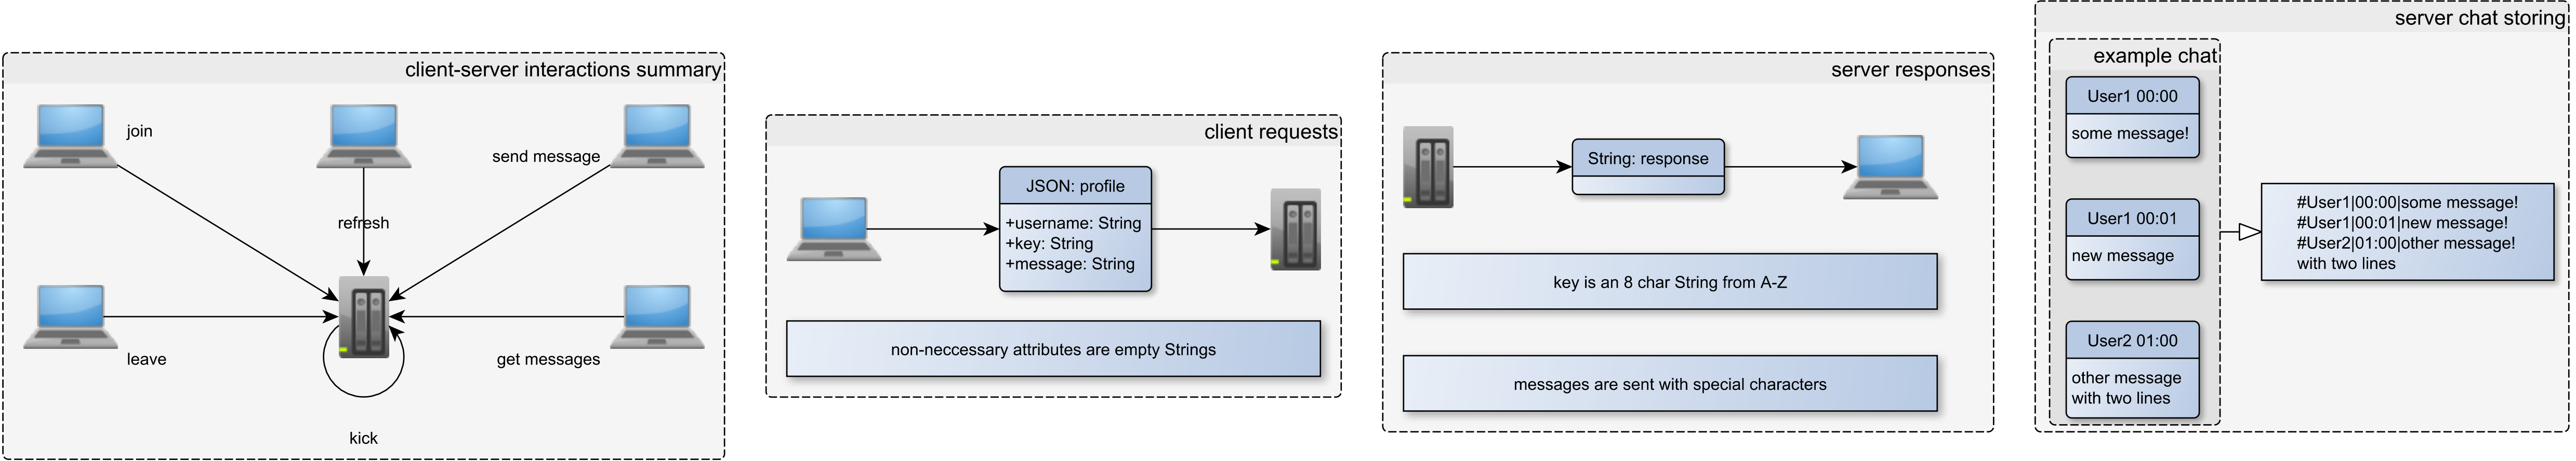 client-server interactions summary
join
send message
refresh
leave
get messages
kick
client requests
JSON: profile
+username: String
+key: String
+message: String
non-neccessary attributes are empty Strings
server responses
String: response
key is an 8 char String from A-Z
messages are sent with special characters
server chat storing
example chat
User1 00:00
some message!
User1 00:01
new message
User2 01:00
other message
with two lines
#User1|00:00|some message!
#User1|00:01|new message!
#User2|01:00|other message!
with two lines